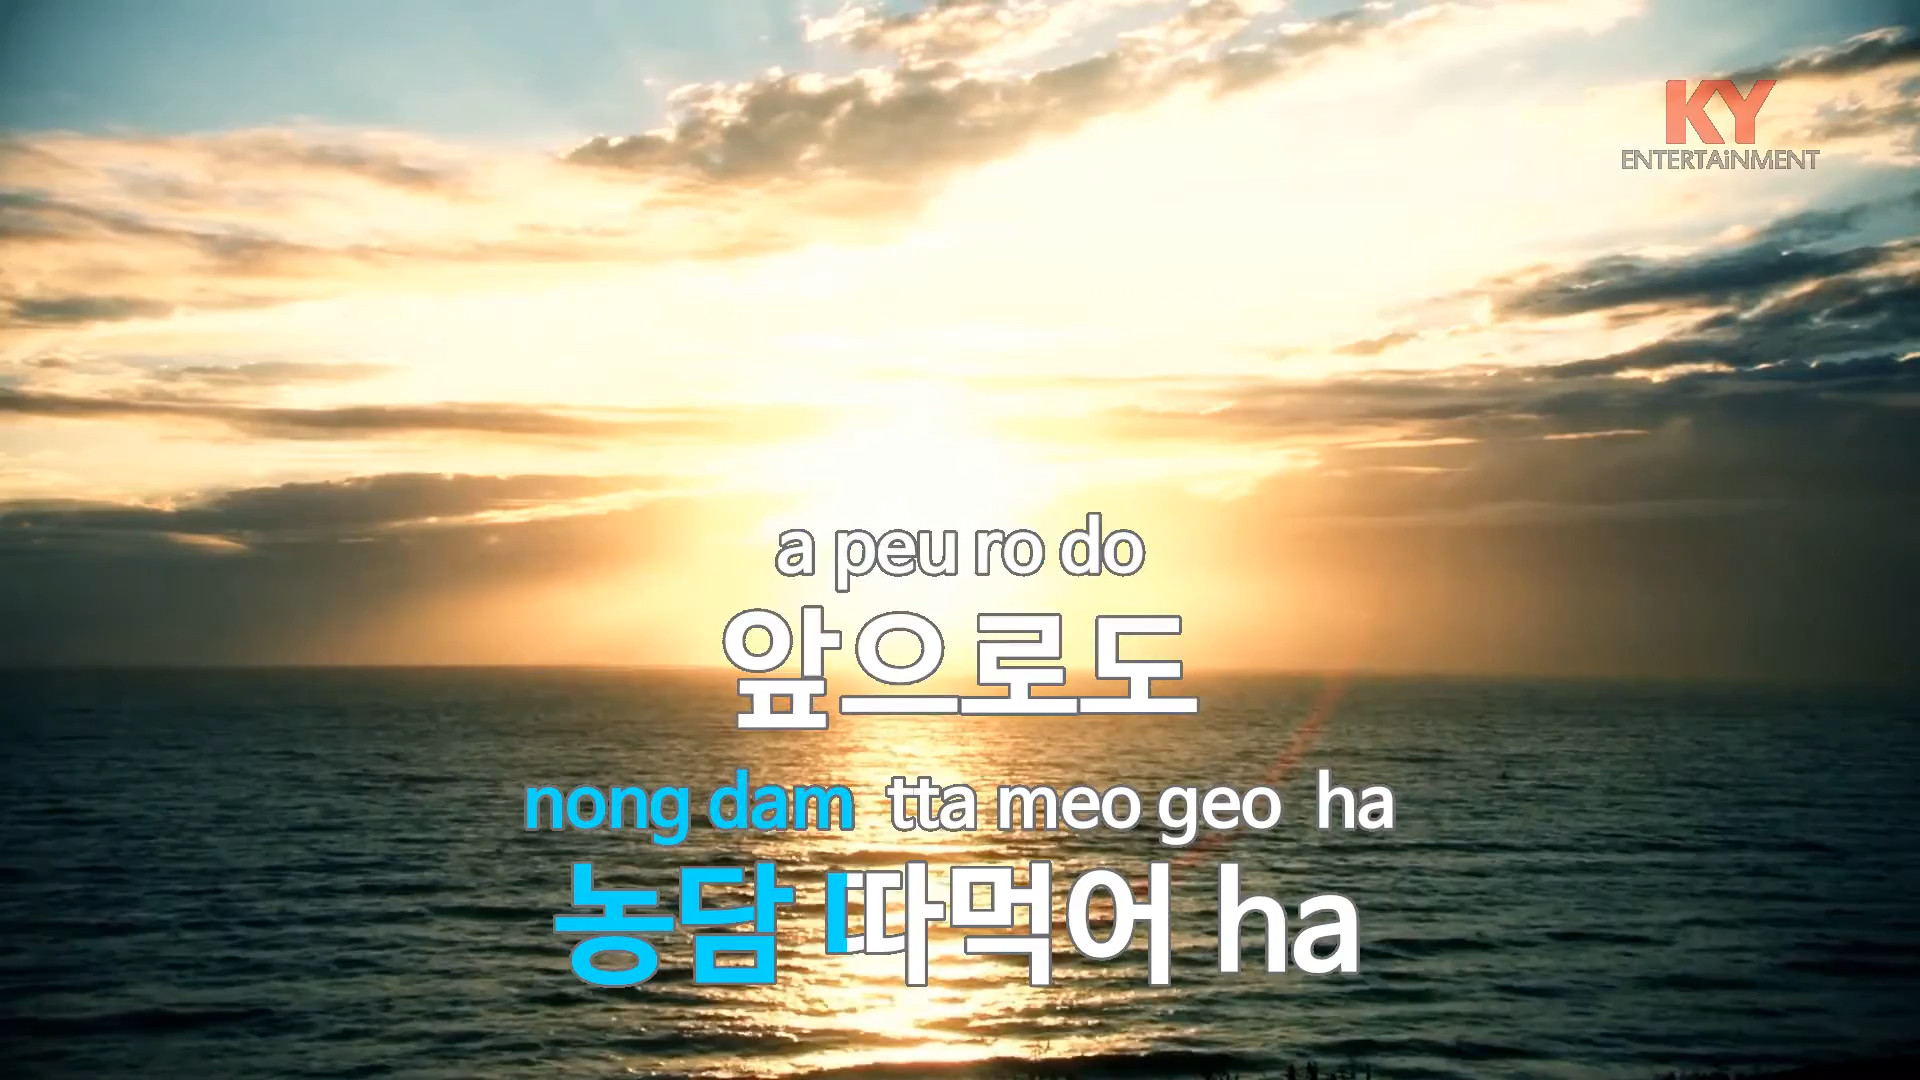 KY
ENTERTAiNMENT
a peu ro do
앞으로도
nong dam tta meo geo ha
농담 따먹어 ha